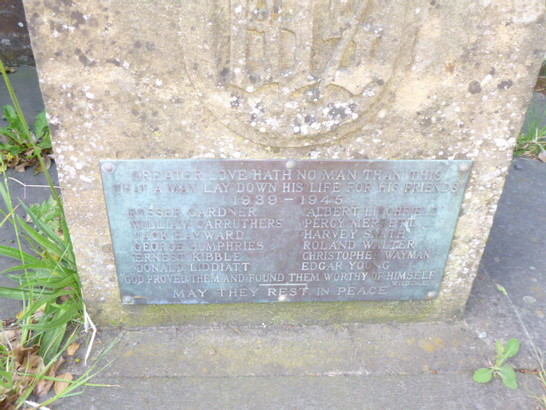 GREATER LOVE HATH NO MAN THAN THIS
THAT A MAN LAY DOWN HIS LIFE FOR HIS FRIENDS
1939 - 1945
GARDNER ALBERT
WILLIAM CARRUTHERS PERCY
INWARD HARVEY
GEORGE HUMPHRIES ROLAND
ERNEST KIBBLE CHRISTOPHER WAYMAN
DONALD LIDDIATT EDGAR YOUNG
GOD PROVED THEM AND FOUND THEM WORTHY OF HIMSELF
MAY THEY REST IN PEACE